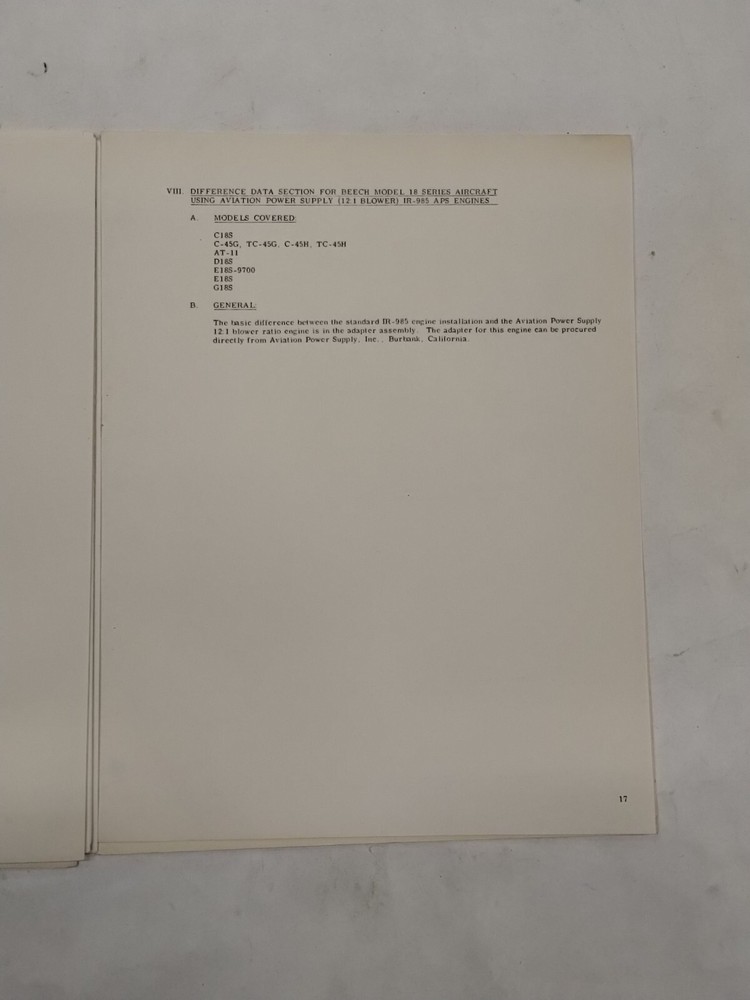 VIII. DIFFERENCE DATA SECTION FOR BEECH MODEL 18 SERIES AIRCRAFT
USING AVIATION POWER SUPPLY (12:1 BLOWER) IR-985 APS ENGINES
A. MODELS COVERED:
C18S
C-45G, TC-45G, C-45H, TC-45H
AT-11
D18S
E18S-9700
E18S
G18S
B. GENERAL:
The basic difference between the standard IR-985 engine installation and the Aviation Power Supply
12:1 blower ratio engine is in the adapter assembly. The adapter for this engine can be procured
directly from Aviation Power Supply, Inc., Burbank, California.
17